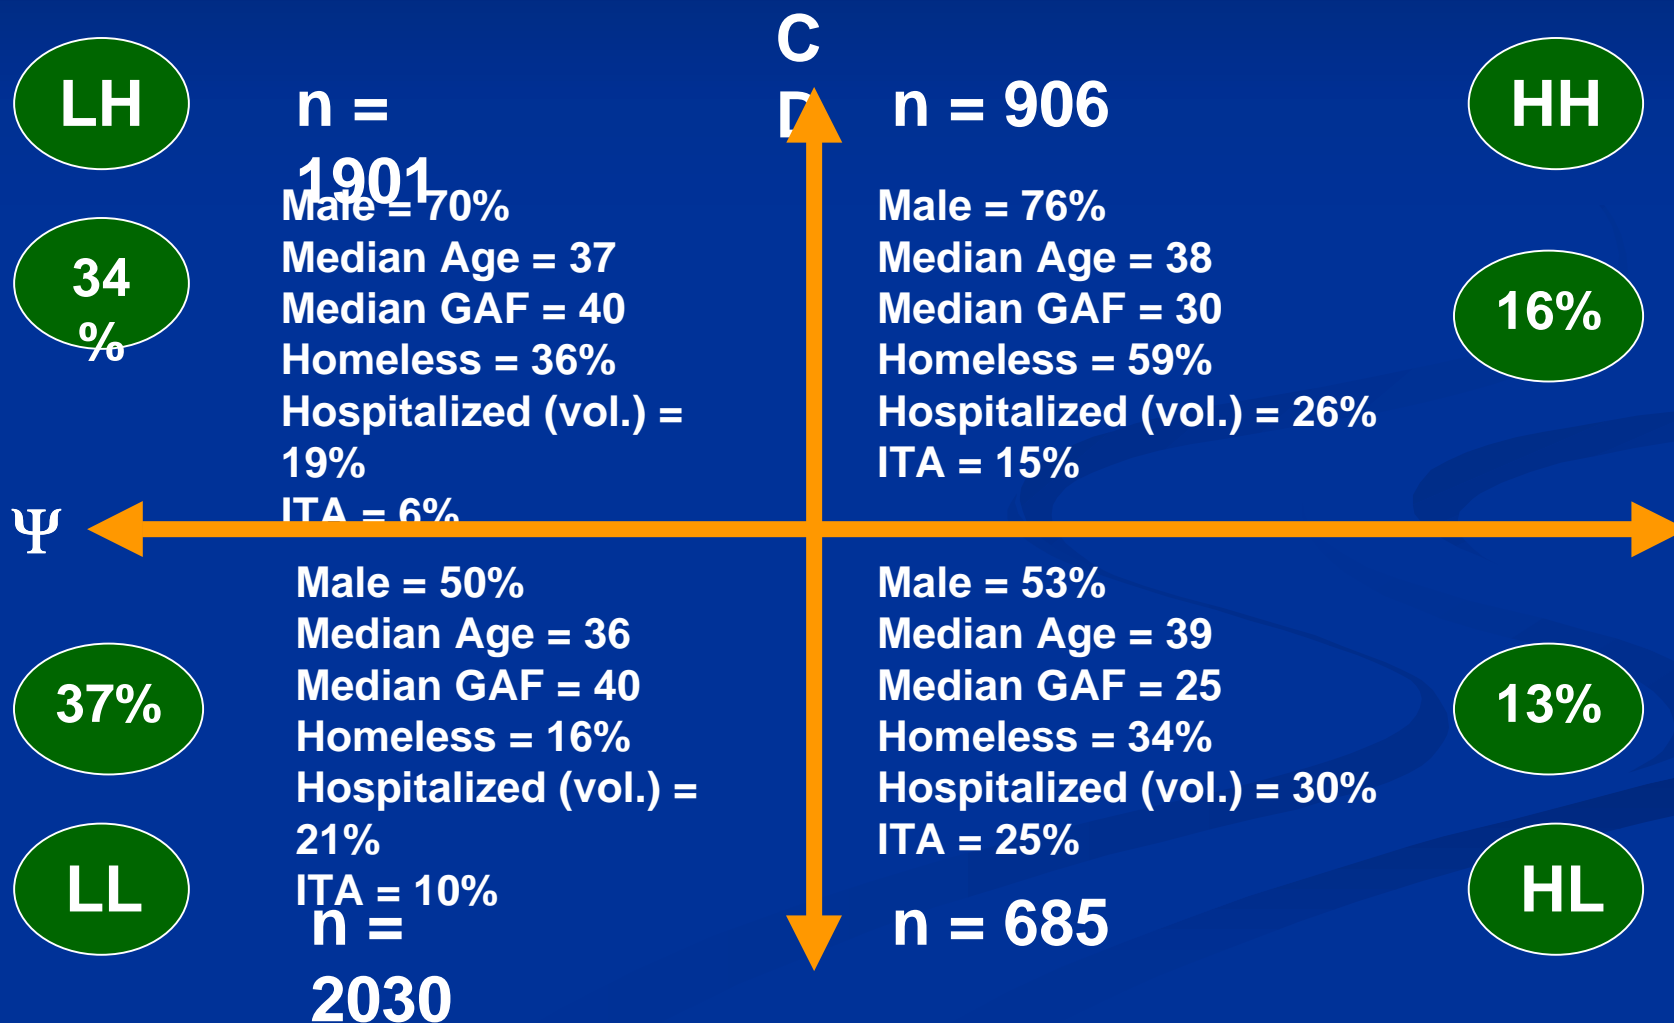 C
D
LH
n =
1901
34
%
Male = 70%
Median Age = 37
Median GAF = 40
Homeless = 36%
Hospitalized (vol.) =
19%
ITA = 6%
n = 906
HH
Male = 76%
Median Age = 38
Median GAF = 30
Homeless = 59%
Hospitalized (vol.) = 26%
ITA = 15%
16%
Ψ
37%
Male = 50%
Median Age = 36
Median GAF = 40
Homeless = 16%
Hospitalized (vol.) =
21%
ITA = 10%
LL
n =
2030
Male = 53%
Median Age = 39
Median GAF = 25
Homeless = 34%
Hospitalized (vol.) = 30%
ITA = 25%
13%
n = 685
HL